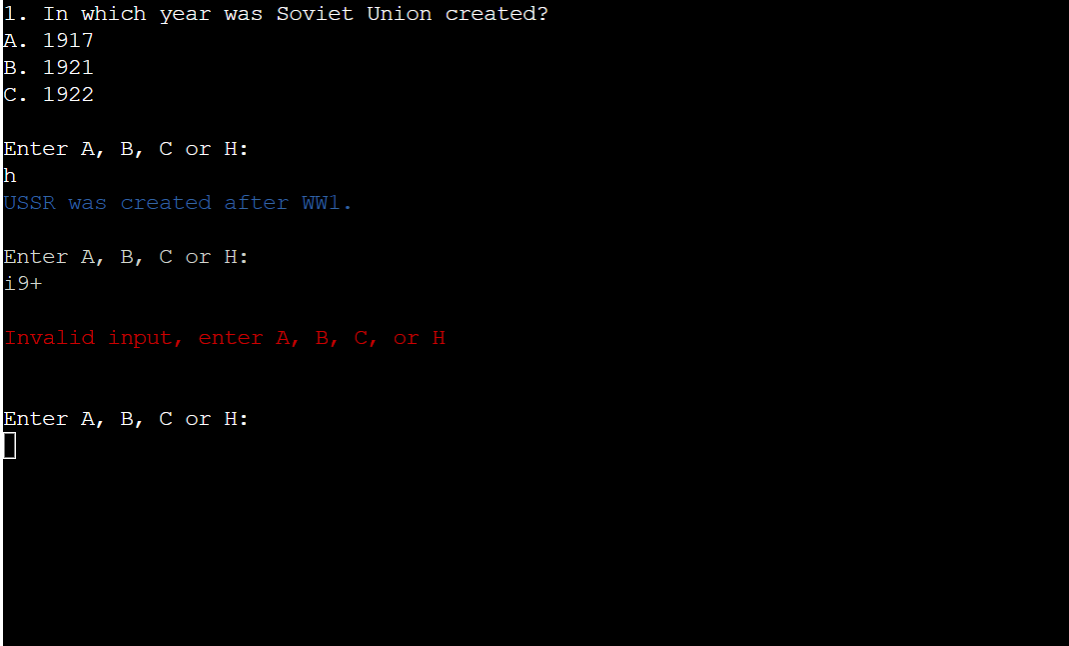 1. In which year was Soviet Union created?
A. 1917
B. 1921
C. 1922
Enter A, B, C or H:
h
USSR was created after WW1.
Enter A, B, C or H:
i9+
Invalid input, enter A, B, C, or H
Enter A, B, C or H: